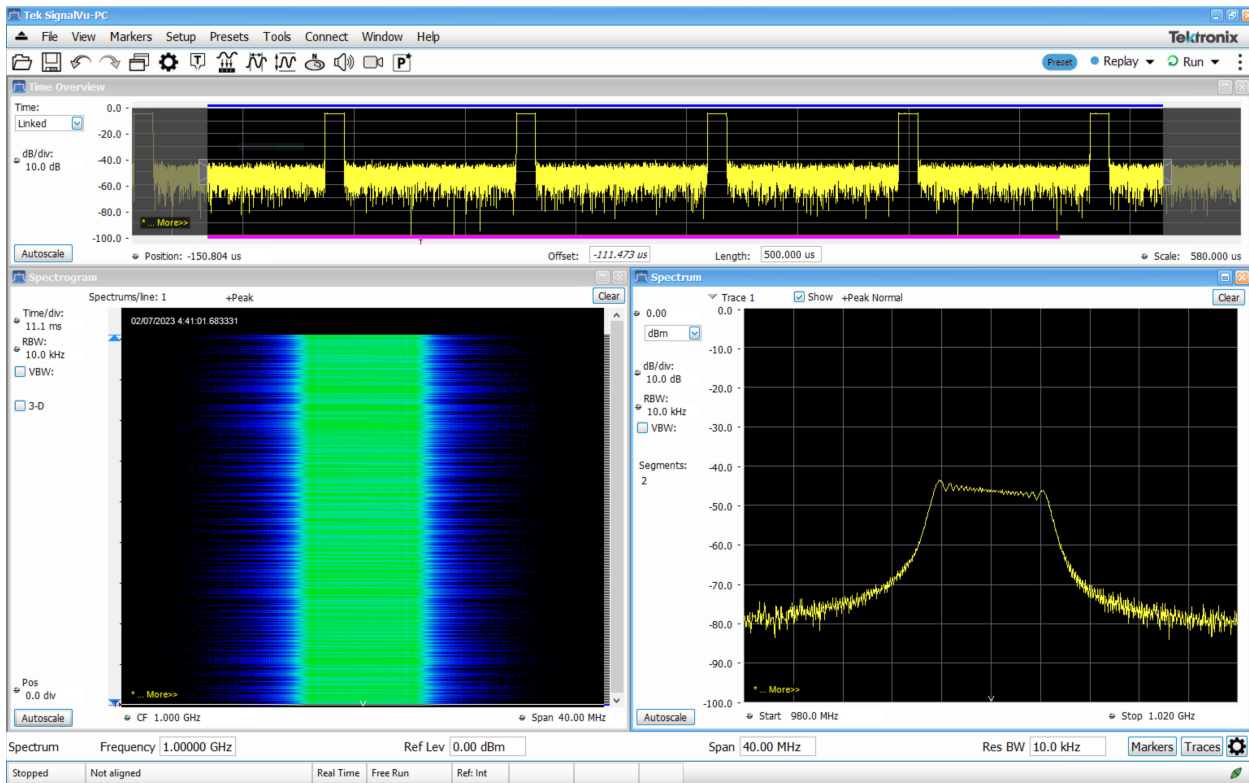 Tek SignalVu-PC
File View Markers Setup Presets Tools Connect Window Help
Tektronix
T P Preset Replay Run
Time Overview
Time:
Linked
dB/div:
10.0 dB
Autoscale
0.0
-20.0
-40.0
-60.0
-80.0
-100.0
* ... More>>
T
Position: -150.804 us Offset: -111.473 us Length: 500.000 us Scale: 580.000 us
Spectrogram
Spectrums/line: 1 +Peak Clear
Time/div:
11.1 ms
RBW:
10.0 kHz
VBW:
3-D
Pos
0.0 div
Autoscale
02/07/2023 4:41:01.683331
* ... More>>
CF 1.000 GHz Span 40.00 MHz
Spectrum
Trace 1 Show +Peak Normal Clear
0.00
dBm
dB/div:
10.0 dB
RBW:
10.0 kHz
VBW:
Segments:
2
Autoscale
0.0
-10.0
-20.0
-30.0
-40.0
-50.0
-60.0
-70.0
-80.0
-90.0
-100.0
* ... More>>
Start 980.0 MHz Stop 1.020 GHz
Spectrum Frequency 1.00000 GHz Ref Lev 0.00 dBm Span 40.00 MHz Res BW 10.0 kHz Markers Traces
Stopped Not aligned Real Time Free Run Ref: Int